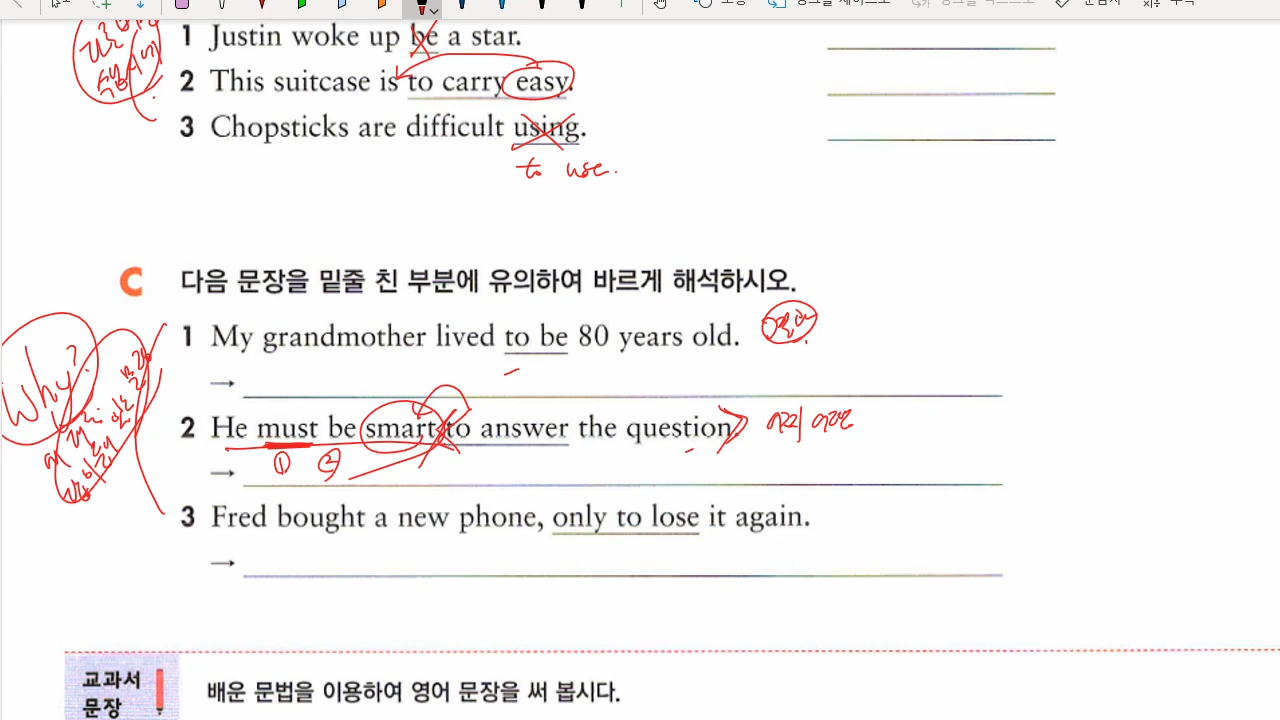 1 Justin woke up be a star.
2 This suitcase is to carry easy.
3 Chopsticks are difficult using.
to use.
C 다음 문장을 밑줄 친 부분에 유의하여 바르게 해석하시오.
1 My grandmother lived to be 80 years old.
→
Why?
2 He must be smart to answer the question.
① ②
→
3 Fred bought a new phone, only to lose it again.
→
교과서
문장
배운 문법을 이용하여 영어 문장을 써 봅시다.